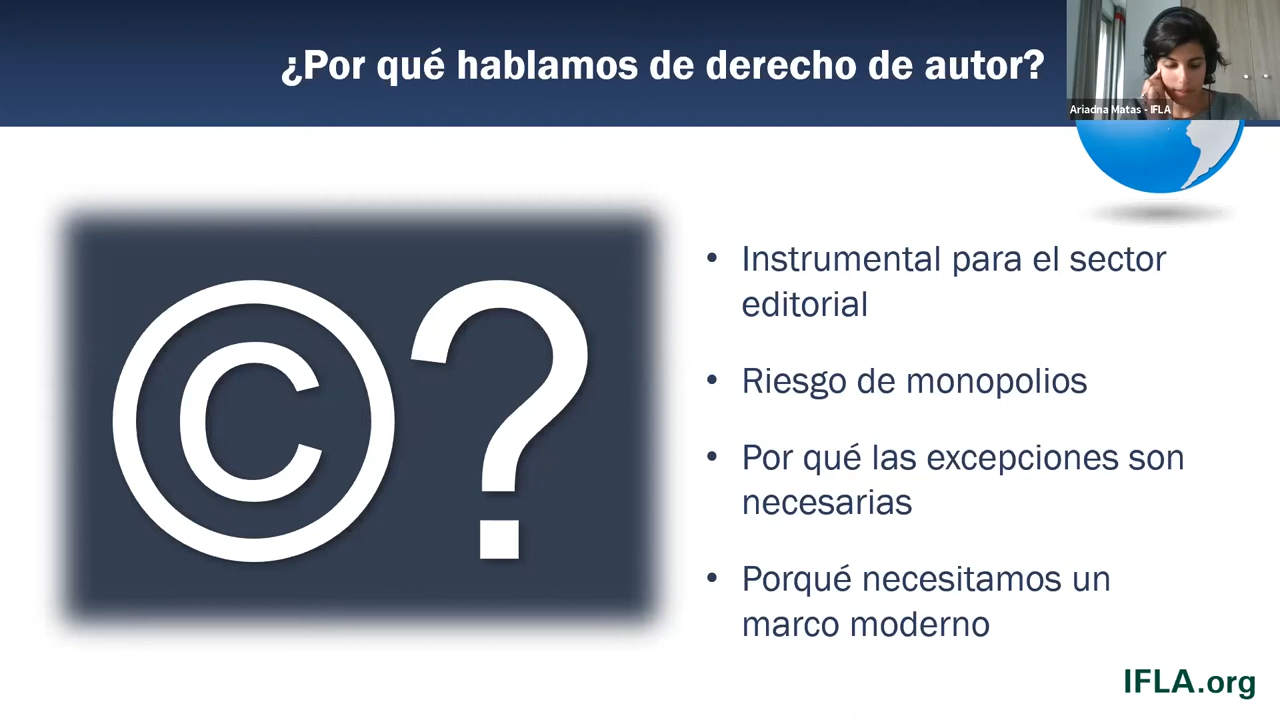 ¿Por qué hablamos de derecho de autor?
Ariadna Matas - IFLA
©?
• Instrumental para el sector
editorial
• Riesgo de monopolios
• Por qué las excepciones son
necesarias
• Porqué necesitamos un
marco moderno
IFLA.org